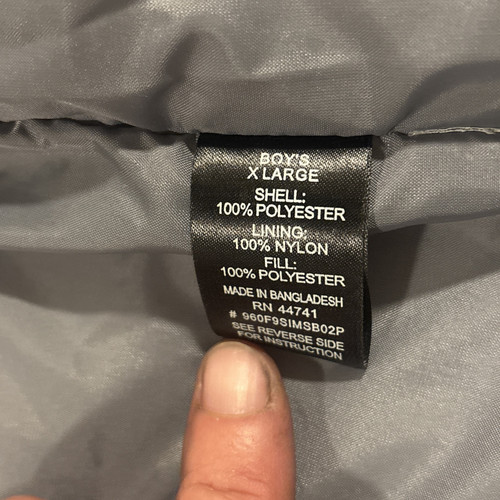 BOY'S
X LARGE
SHELL:
100% POLYESTER
LINING:
100% NYLON
FILL:
100% POLYESTER
MADE IN BANGLADESH
RN 44741
# 960F9SIMSB02P
SEE REVERSE SIDE
FOR INSTRUCTION